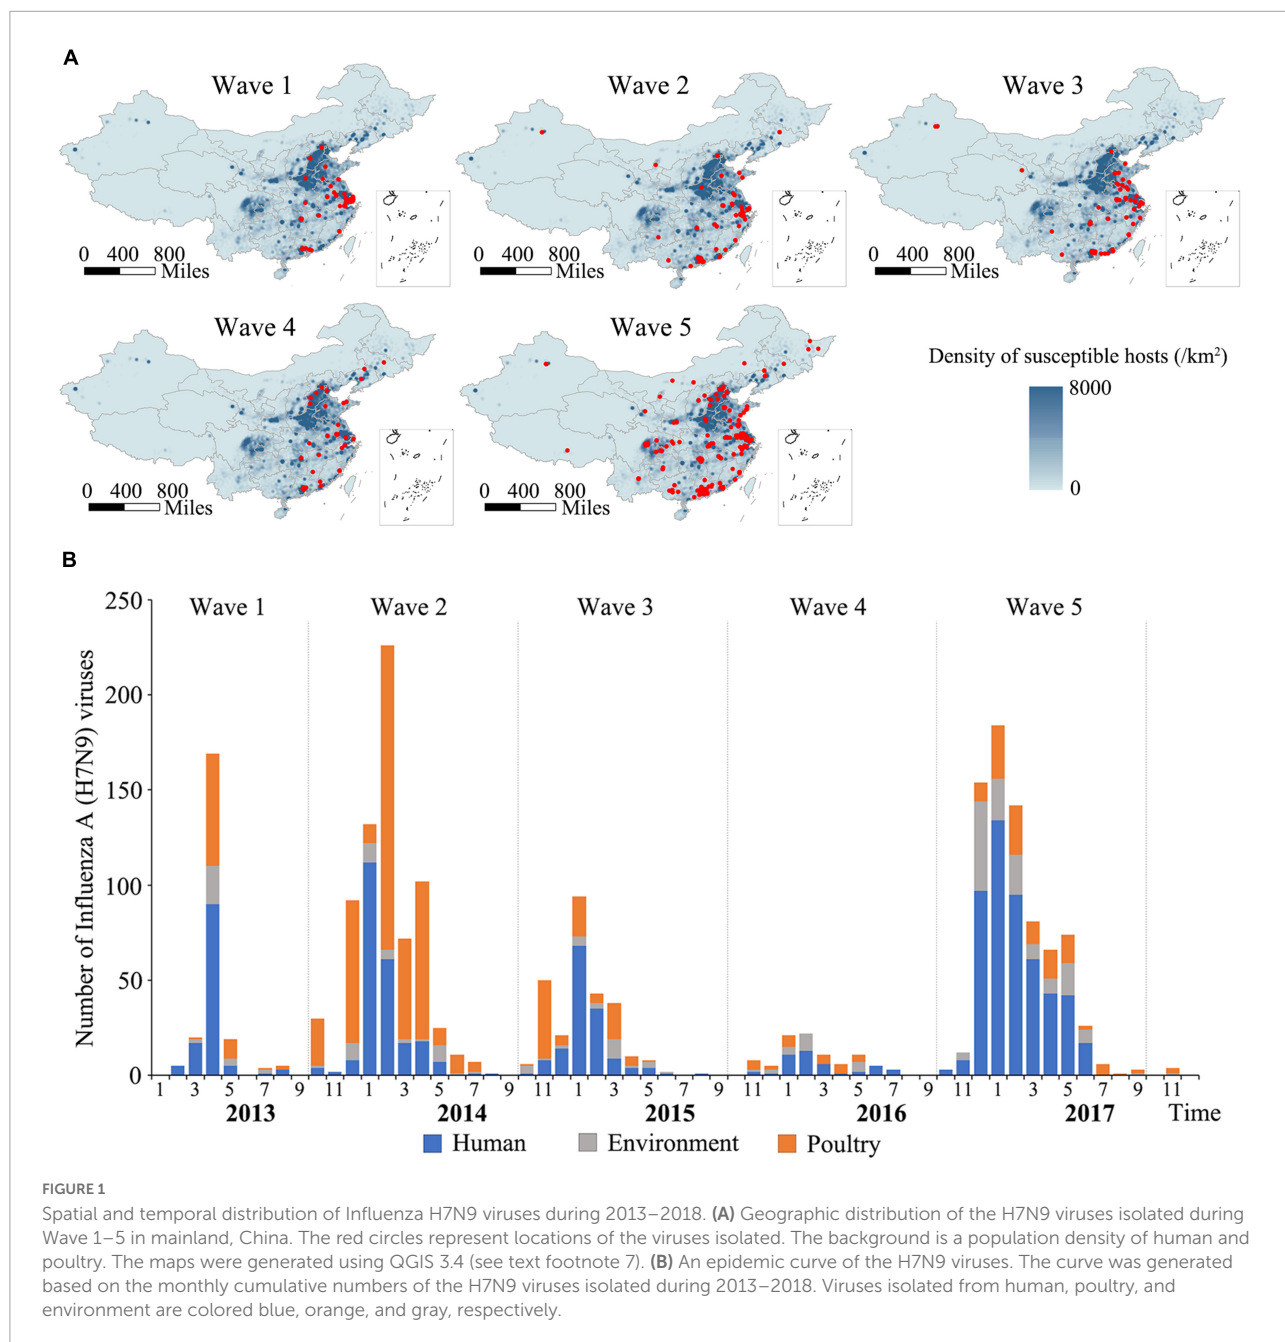 A
Wave 1
Wave 2
Wave 3
0 400 800
Miles
0 400 800
Miles
0 400 800
Miles
Wave 4
Wave 5
0 400 800
Miles
0 400 800
Miles
Density of susceptible hosts (/km²)
8000
0
B
Number of Influenza A (H7N9) viruses
250
200
150
100
50
0
Wave 1
Wave 2
Wave 3
Wave 4
Wave 5
1 3 5 7 9 11 1 3 5 7 9 11 1 3 5 7 9 11 1 3 5 7 9 11 1 3 5 7 9 11
2013 2014 2015 2016 2017 Time
Human Environment Poultry
FIGURE 1
Spatial and temporal distribution of Influenza H7N9 viruses during 2013–2018. (A) Geographic distribution of the H7N9 viruses isolated during
Wave 1–5 in mainland, China. The red circles represent locations of the viruses isolated. The background is a population density of human and
poultry. The maps were generated using QGIS 3.4 (see text footnote 7). (B) An epidemic curve of the H7N9 viruses. The curve was generated
based on the monthly cumulative numbers of the H7N9 viruses isolated during 2013–2018. Viruses isolated from human, poultry, and
environment are colored blue, orange, and gray, respectively.